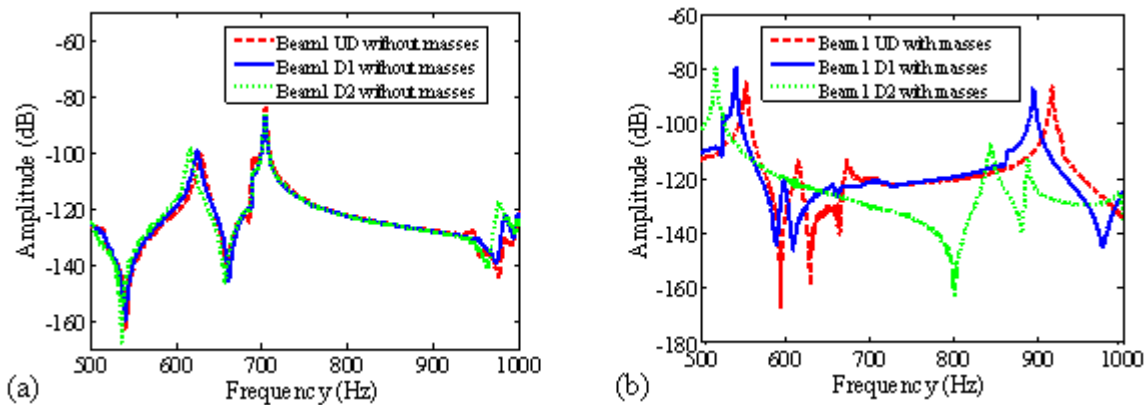 -60
-80
-100
-120
-140
-160
Amplitude (dB)
Beam1 UD without masses
Beam1 D1 without masses
Beam1 D2 without masses
500
600
700
800
900
1000
Frequency (Hz)
(a)
-60
-80
-100
-120
-140
-160
-180
Amplitude (dB)
Beam 1 UD with masses
Beam 1 D1 with masses
Beam 1 D2 with masses
500
600
700
800
900
1000
Frequency (Hz)
(b)